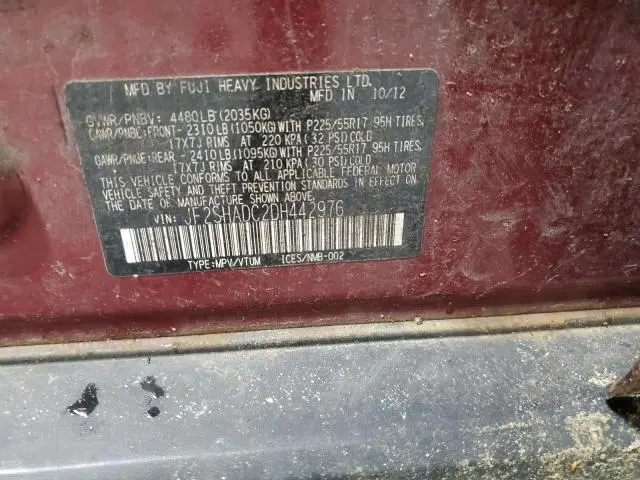 MFD BY FUJI HEAVY INDUSTRIES LTD.
MFD IN 10/12
GVWR/PNBV: 4480LB(2035KG)
GAWR/PNBE:FRONT- 2310LB(1050KG)WITH P225/55R17 95H TIRES,
17X7J RIMS AT 220 KPA(32 PSI)COLD
GAWR/PNBE:REAR - 2410LB(1095KG)WITH P225/55R17 95H TIRES,
17X7J RIMS AT 210 KPA(30 PSI)COLD
THIS VEHICLE CONFORMS TO ALL APPLICABLE FEDERAL MOTOR
VEHICLE SAFETY AND THEFT PREVENTION STANDARDS IN
EFFECT ON THE DATE OF MANUFACTURE SHOWN ABOVE.
VIN: JF2SHADC2DH442976
TYPE:MPV/VTUM ICES/NMB-002